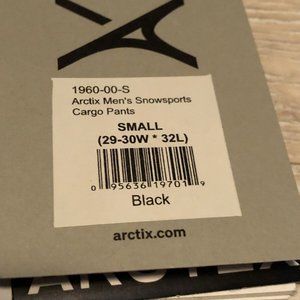 1960-00-S
Arctix Men's Snowsports
Cargo Pants
SMALL
(29-30W * 32L)
0 95636 19701 9
Black
arctix.com